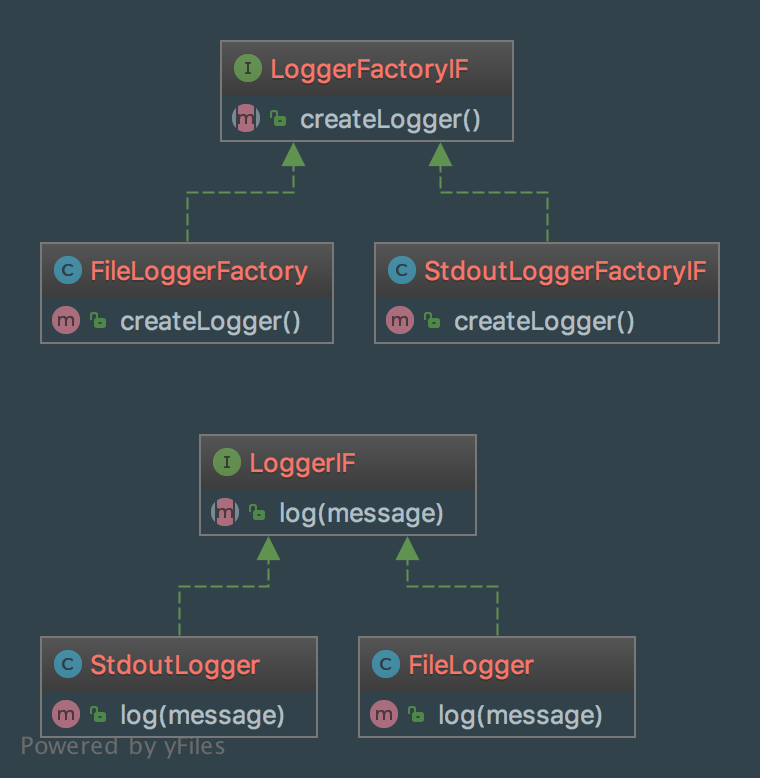 I LoggerFactoryIF
m createLogger()
C FileLoggerFactory
m createLogger()
C StdoutLoggerFactoryIF
m createLogger()
I LoggerIF
m log(message)
C StdoutLogger
m log(message)
C FileLogger
m log(message)
Powered by yFiles